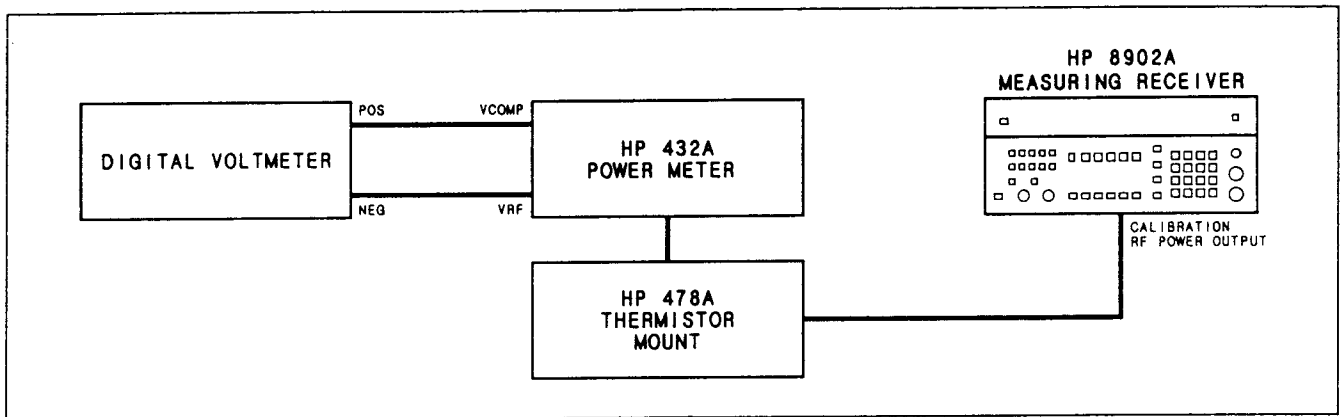 HP 8902A
MEASURING RECEIVER
POS
VCOMP
DIGITAL VOLTMETER
HP 432A
POWER METER
NEG
VRF
CALIBRATION
RF POWER OUTPUT
HP 478A
THERMISTOR
MOUNT